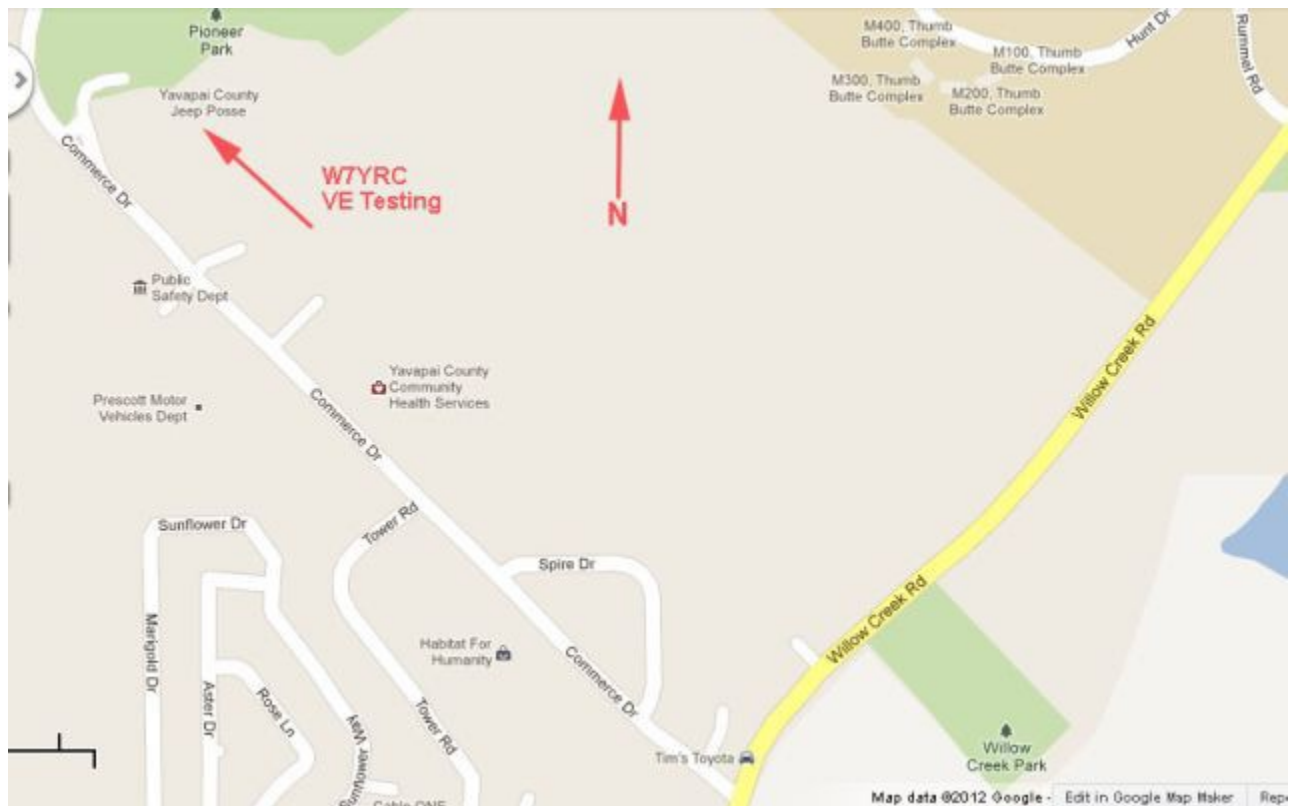 Pioneer
Park
Yavapai County
Jeep Posse
W7YRC
VE Testing
N
M400, Thumb
Butte Complex
M100, Thumb
Butte Complex
M300, Thumb
Butte Complex
M200, Thumb
Butte Complex
Hunt Dr
Rummel Rd
Commerce Dr
Public
Safety Dept
Yavapai County
Community
Health Services
Prescott Motor
Vehicles Dept
Commerce Dr
Willow Creek Rd
Sunflower Dr
Tower Rd
Spire Dr
Willow Creek Rd
Marigold Dr
Aster Dr
Rose Ln
Habitat For
Humanity
Commerce Dr
Tower Rd
Sunflower Way
Tim's Toyota
Willow
Creek Park
Cable ONE
Map data ©2012 Google -
Edit in Google Map Maker